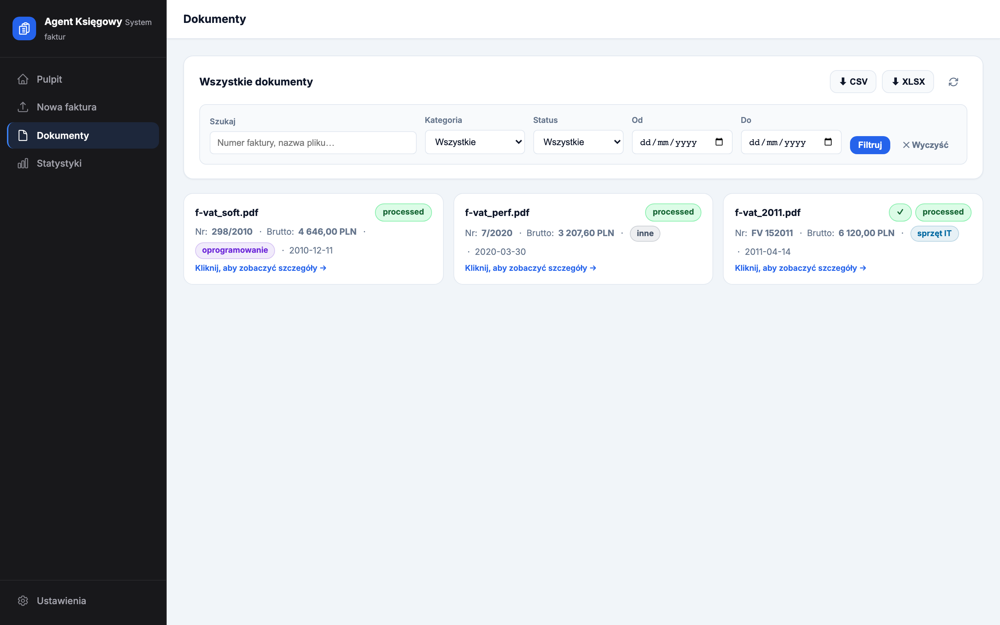 Agent Księgowy System
faktur
Pulpit
Nowa faktura
Dokumenty
Statystyki
Ustawienia
Dokumenty
Wszystkie dokumenty
⬇ CSV
⬇ XLSX
Szukaj
Numer faktury, nazwa pliku...
Kategoria
Wszystkie
Status
Wszystkie
Od
dd/mm/yyyy
Do
dd/mm/yyyy
Filtruj
✕ Wyczyść
f-vat_soft.pdf
processed
Nr: 298/2010 · Brutto: 4 646,00 PLN ·
oprogramowanie · 2010-12-11
Kliknij, aby zobaczyć szczegóły →
f-vat_perf.pdf
processed
Nr: 7/2020 · Brutto: 3 207,60 PLN · inne
· 2020-03-30
Kliknij, aby zobaczyć szczegóły →
f-vat_2011.pdf
✓ processed
Nr: FV 152011 · Brutto: 6 120,00 PLN · sprzęt IT
· 2011-04-14
Kliknij, aby zobaczyć szczegóły →